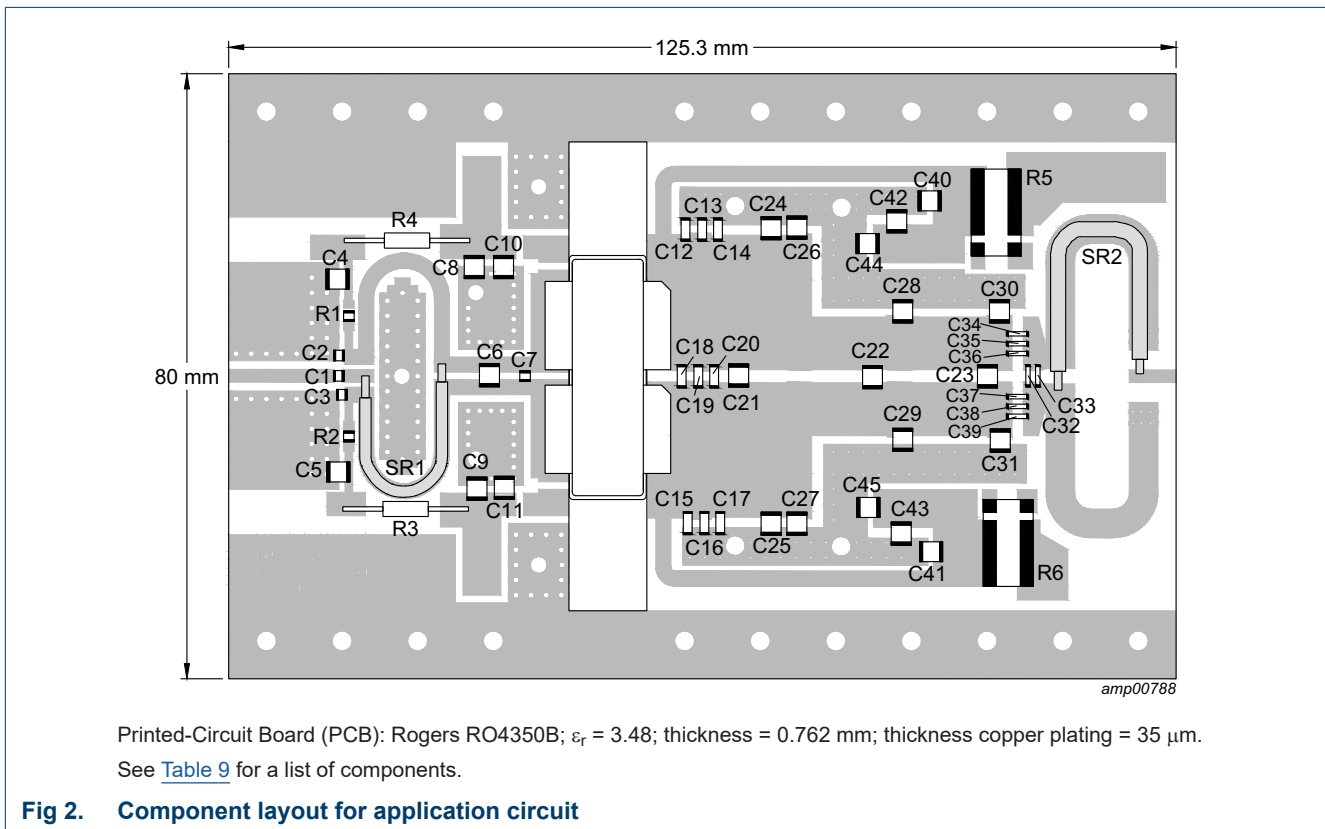 125.3 mm
80 mm
C40
R5
C13
C24
C42
R4
C12
C14
C26
C10
C4
C8
C44
SR2
C28
C30
R1
C34
C2
C35
C6
C18
C20
C36
C22
C1
C7
C23
C3
C37
C33
C19
C21
C38
C32
R2
C29
C39
C5
SR1
C9
C31
C45
C15
C17
C27
C43
C11
R3
C16
C25
C41
R6
amp00788
Printed-Circuit Board (PCB): Rogers RO4350B; εr = 3.48; thickness = 0.762 mm; thickness copper plating = 35 μm.
See Table 9 for a list of components.
Fig 2. Component layout for application circuit